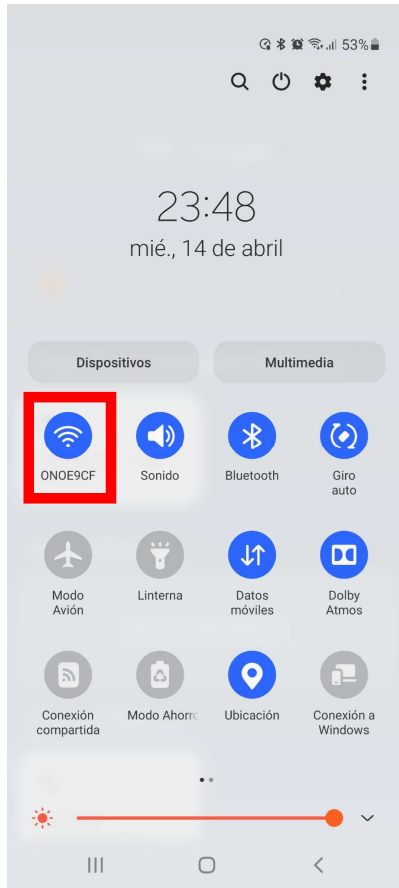 53%
23:48
mié., 14 de abril
Dispositivos
Multimedia
ONOE9CF
Sonido
Bluetooth
Giro
auto
Modo
Avión
Linterna
Datos
móviles
Dolby
Atmos
Conexión
compartida
Modo Ahorro
Ubicación
Conexión a
Windows